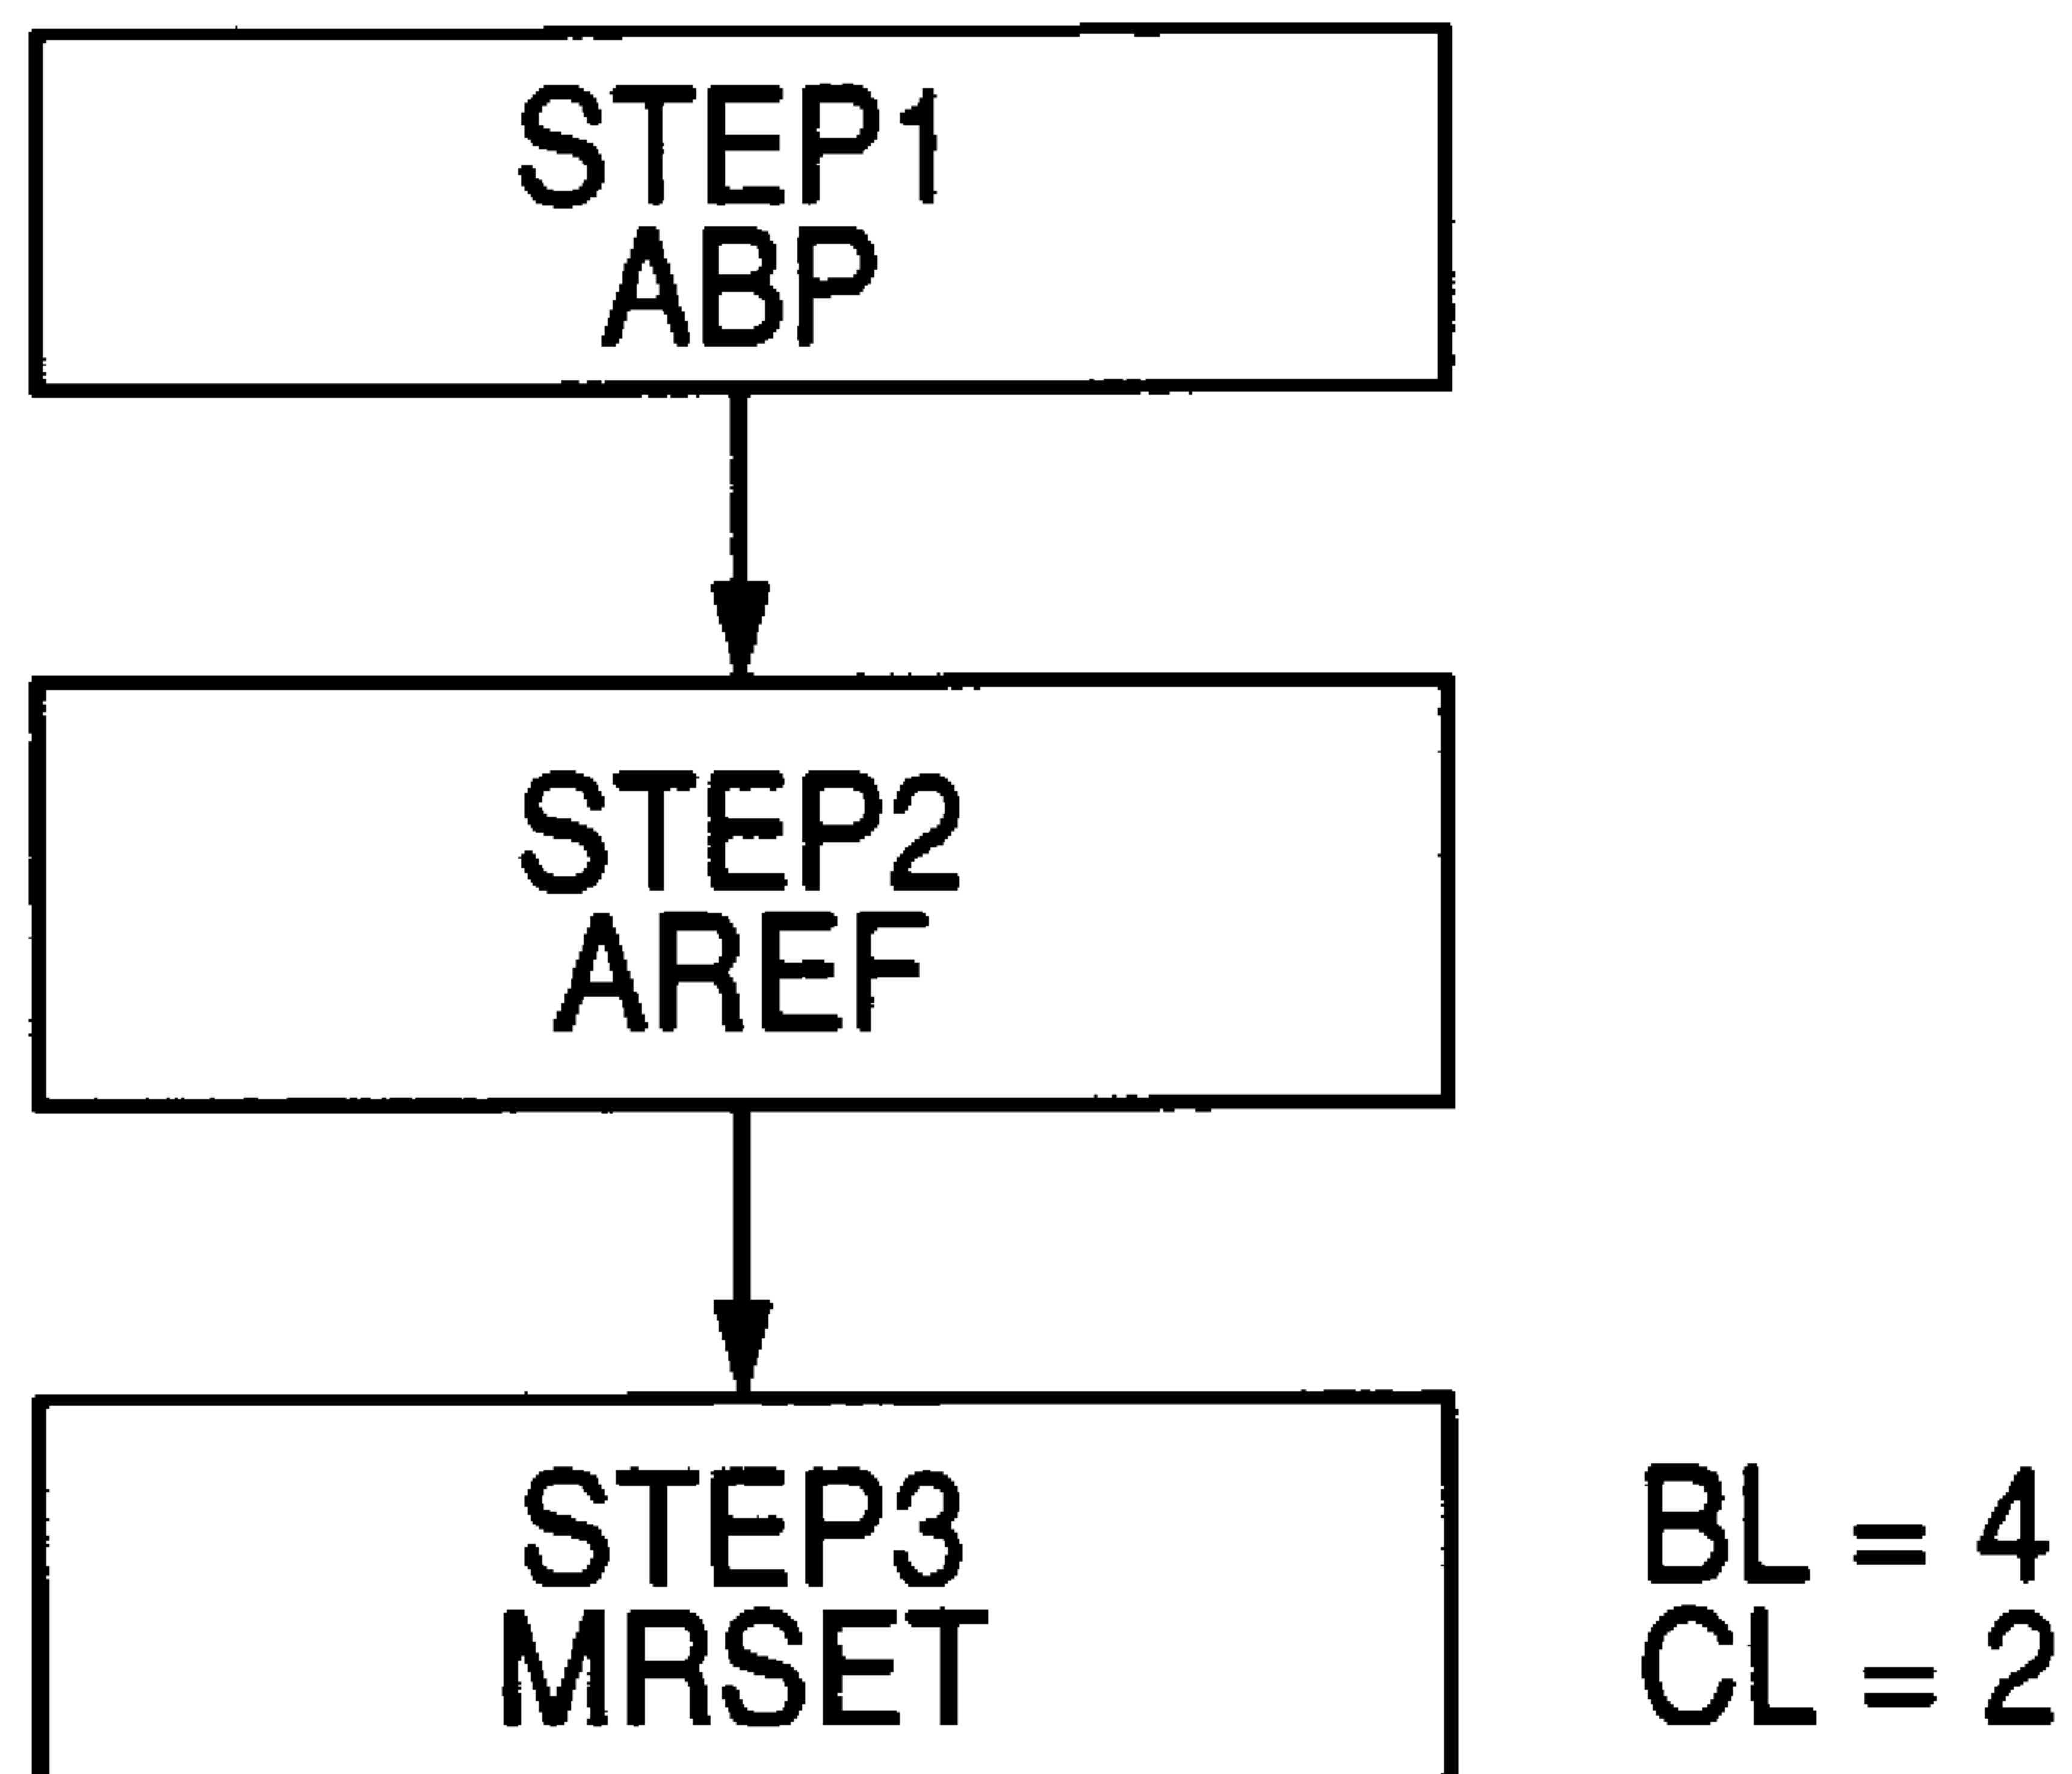 STEP1
ABP
STEP2
AREF
STEP3
MRSET
BL = 4
CL = 2